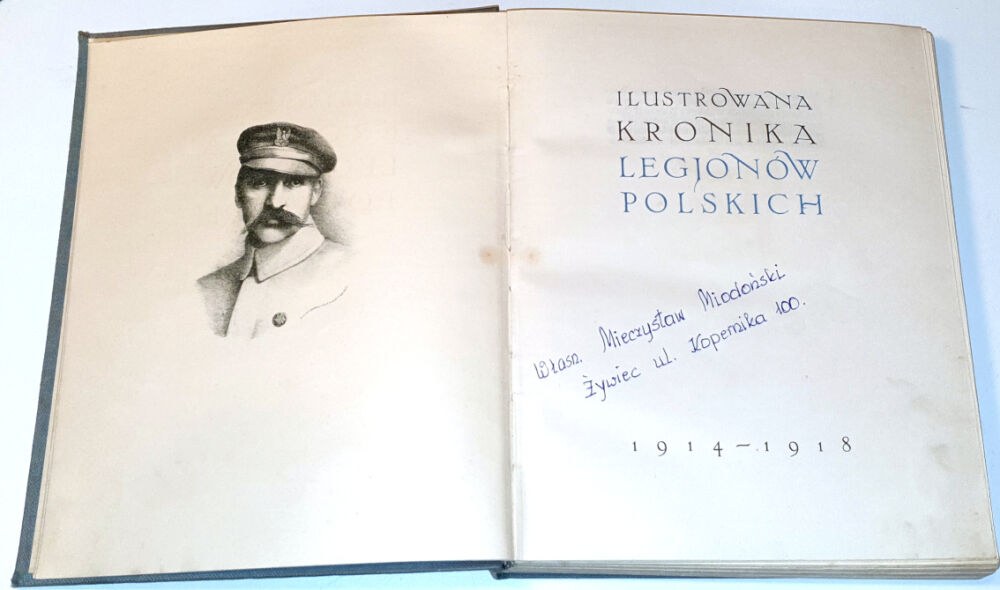 ILUSTROWANA
KRONIKA
LEGJONÓW
POLSKICH
Własn. Mieczysław Miodoński
Żywiec ul. Kopernika 100.
1914-1918